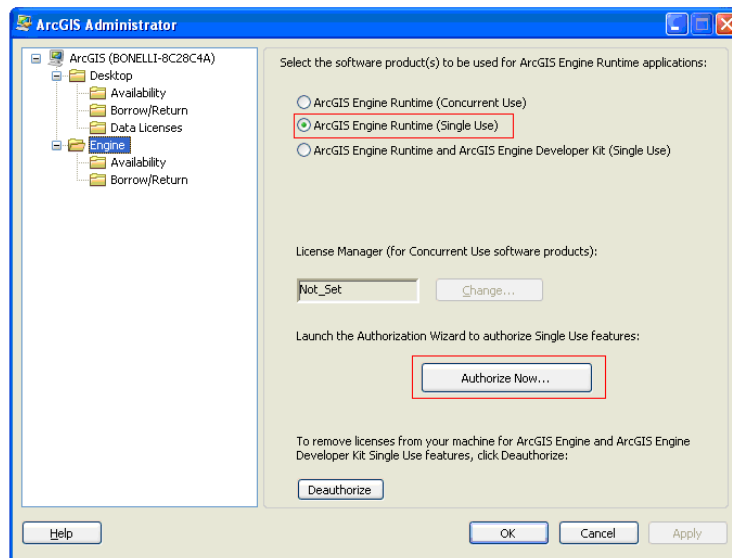 ArcGIS Administrator
ArcGIS (BONELLI-8C28C4A)
Desktop
Availability
Borrow/Return
Data Licenses
Engine
Availability
Borrow/Return
Select the software product(s) to be used for ArcGIS Engine Runtime applications:
ArcGIS Engine Runtime (Concurrent Use)
ArcGIS Engine Runtime (Single Use)
ArcGIS Engine Runtime and ArcGIS Engine Developer Kit (Single Use)
License Manager (for Concurrent Use software products):
Not_Set
Change...
Launch the Authorization Wizard to authorize Single Use features:
Authorize Now...
To remove licenses from your machine for ArcGIS Engine and ArcGIS Engine
Developer Kit Single Use features, click Deauthorize:
Deauthorize
Help
OK
Cancel
Apply